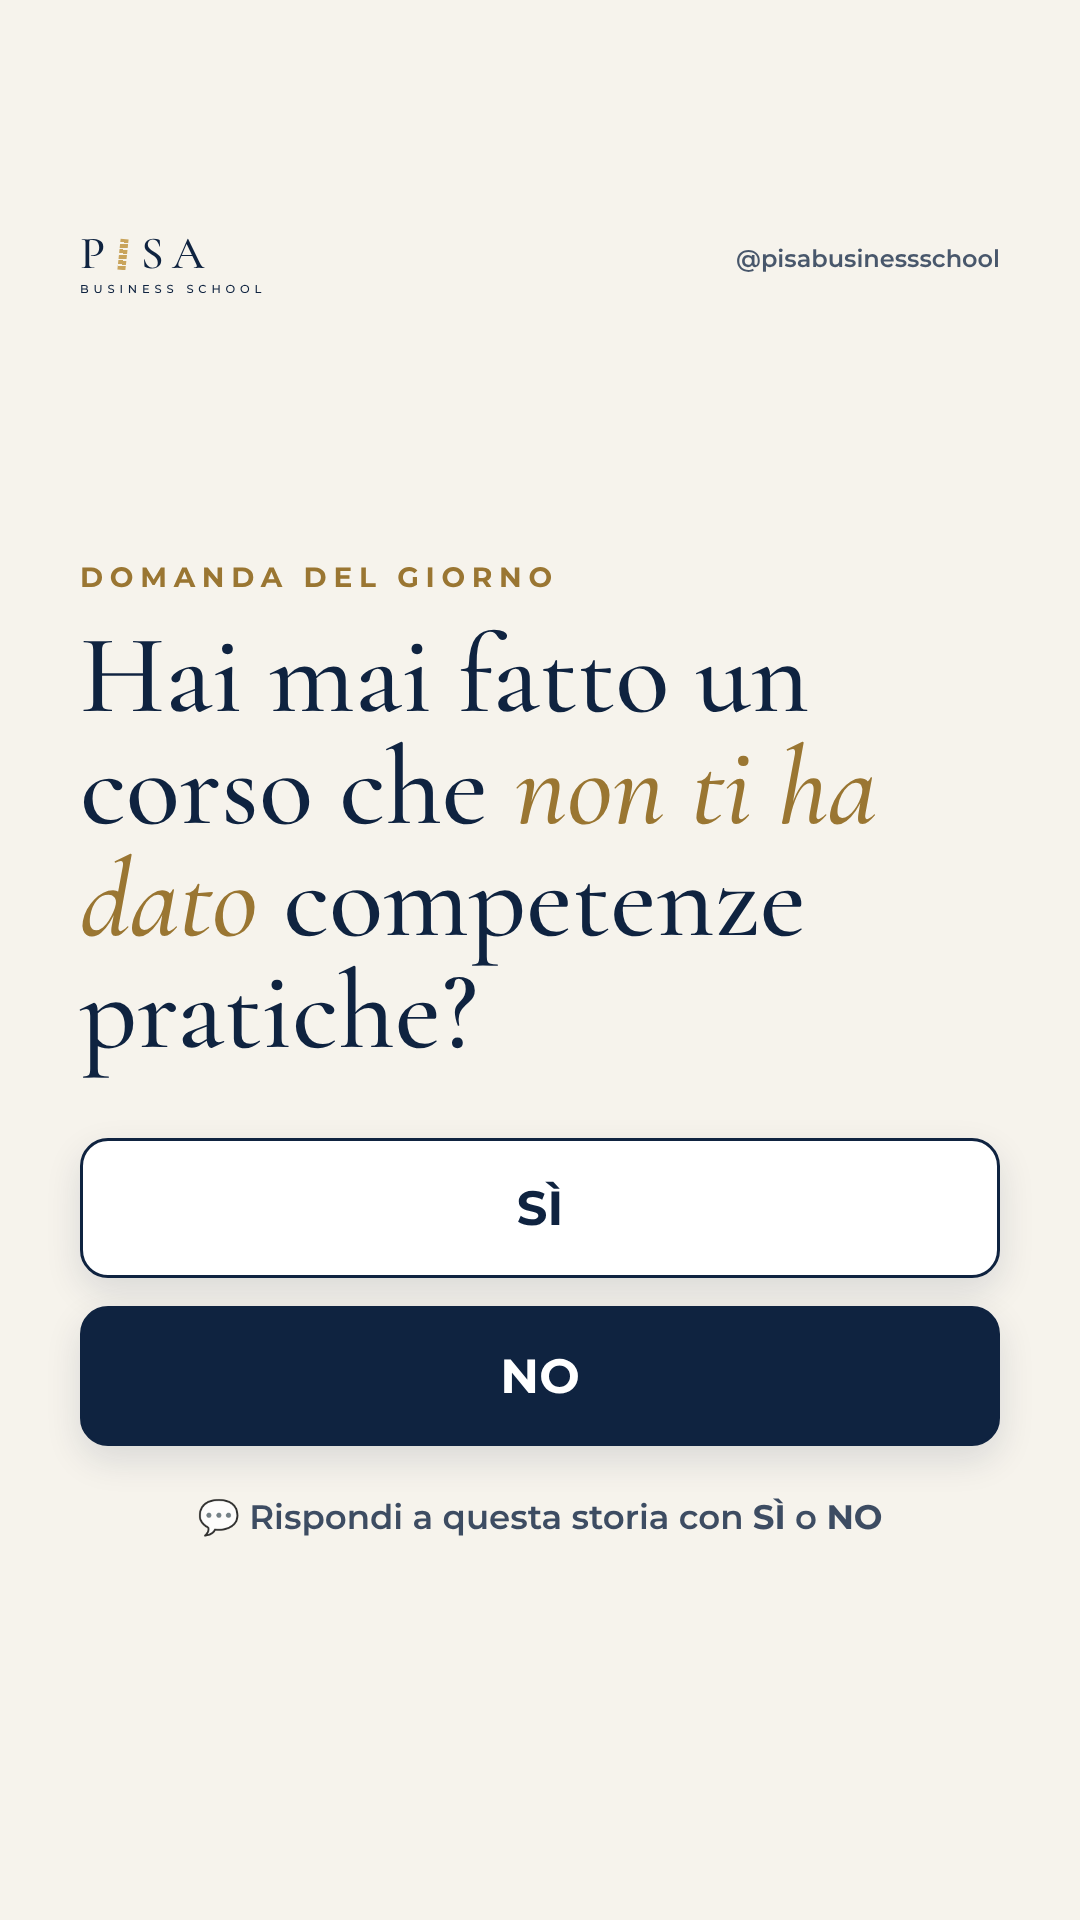 PISA
BUSINESS SCHOOL
@pisabusinessschool
DOMANDA DEL GIORNO
Hai mai fatto un
corso che non ti ha
dato competenze
pratiche?
SÌ
NO
💬 Rispondi a questa storia con SÌ o NO